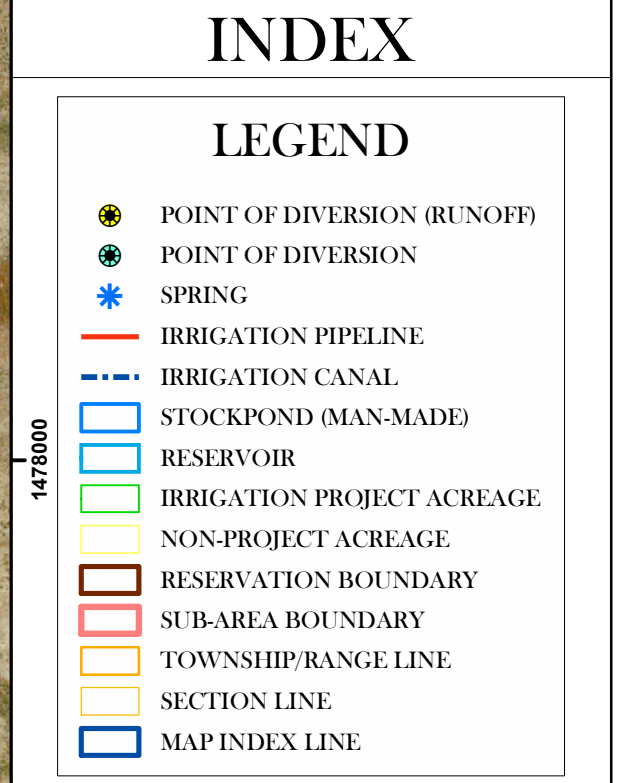 INDEX
LEGEND
POINT OF DIVERSION (RUNOFF)
POINT OF DIVERSION
SPRING
IRRIGATION PIPELINE
IRRIGATION CANAL
STOCKPOND (MAN-MADE)
RESERVOIR
IRRIGATION PROJECT ACREAGE
NON-PROJECT ACREAGE
RESERVATION BOUNDARY
SUB-AREA BOUNDARY
TOWNSHIP/RANGE LINE
SECTION LINE
MAP INDEX LINE
1478000